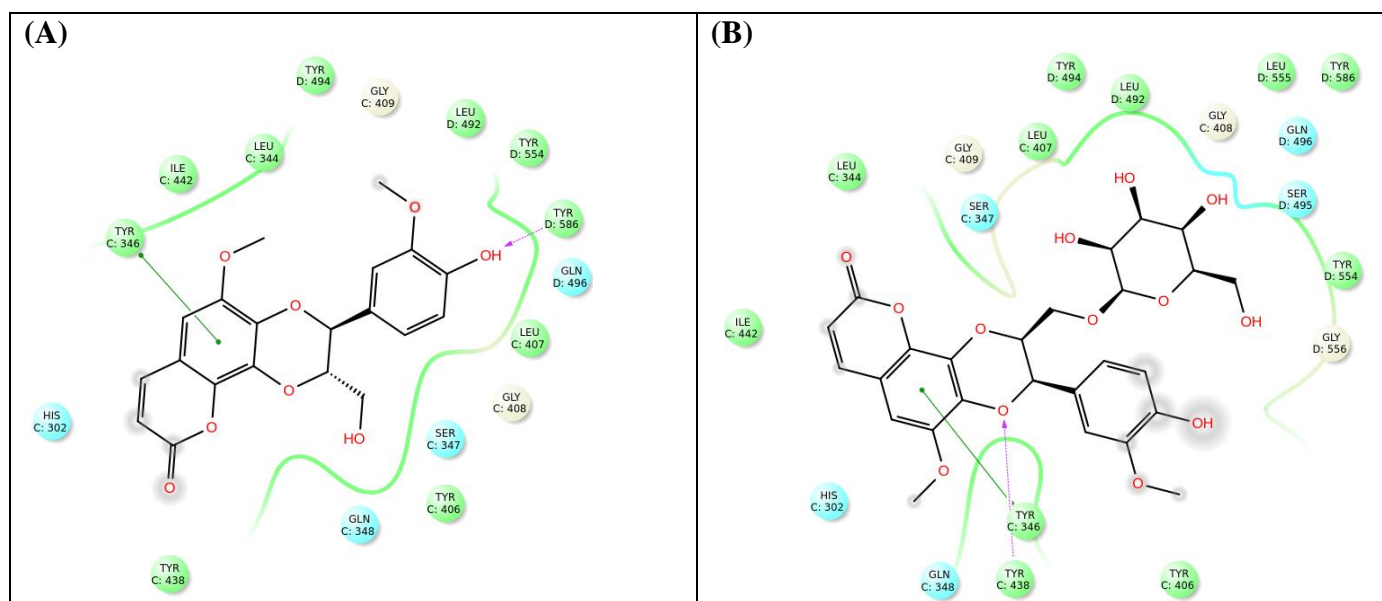 (A)
TYR
D: 494
GLY
C: 409
LEU
D: 492
TYR
D: 554
LEU
C: 344
ILE
C: 442
TYR
C: 346
TYR
D: 586
O
O
OH
GLN
D: 496
O
LEU
C: 407
O
GLY
C: 408
HIS
C: 302
O
HO
SER
C: 347
O
TYR
C: 406
GLN
C: 348
TYR
C: 438
(B)
TYR
D: 494
LEU
D: 492
LEU
D: 555
TYR
D: 586
GLY
C: 408
GLN
D: 496
LEU
C: 407
GLY
C: 409
LEU
C: 344
HO
OH
SER
D: 495
SER
C: 347
HO
O
TYR
D: 554
O
O
O
HO
O
ILE
C: 442
GLY
D: 556
O
OH
O
O
HIS
C: 302
TYR
C: 346
GLN
C: 348
TYR
C: 438
TYR
C: 406